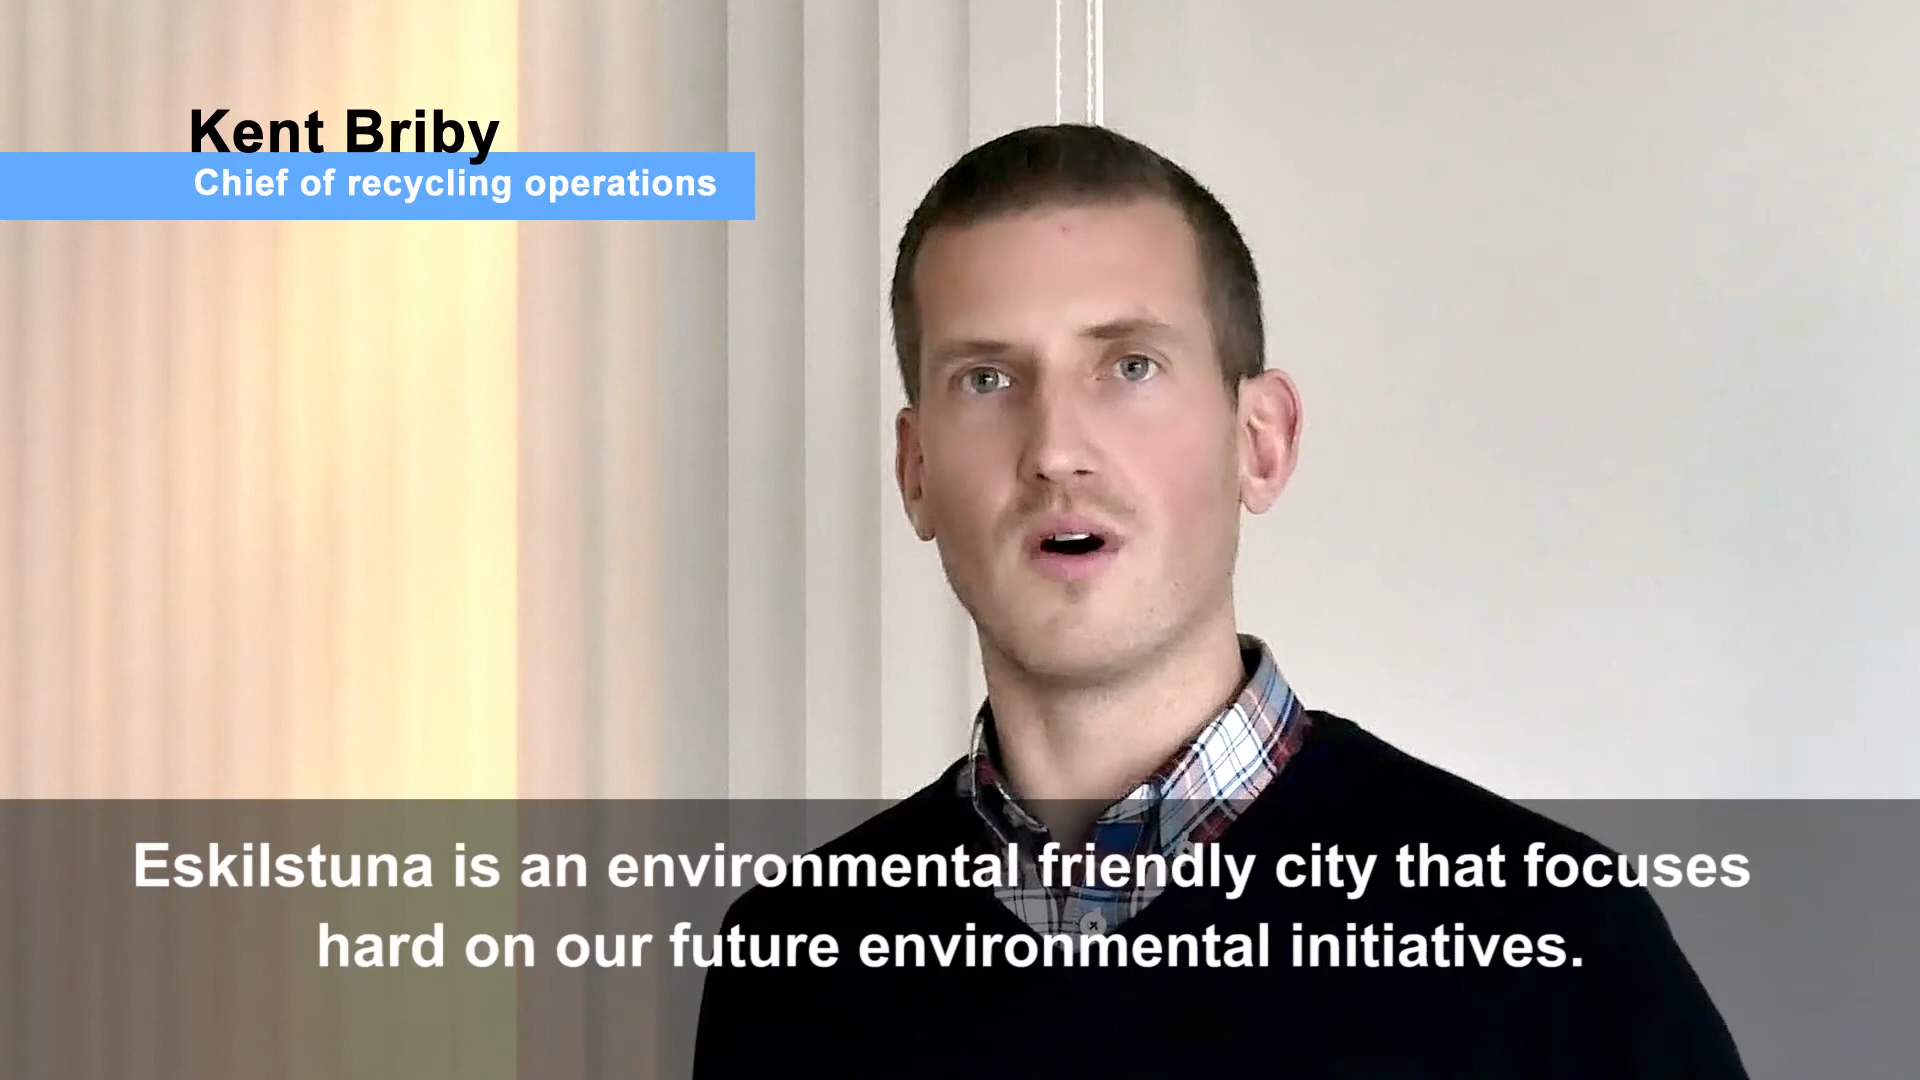 Kent Briby
Chief of recycling operations
Eskilstuna is an environmental friendly city that focuses
hard on our future environmental initiatives.